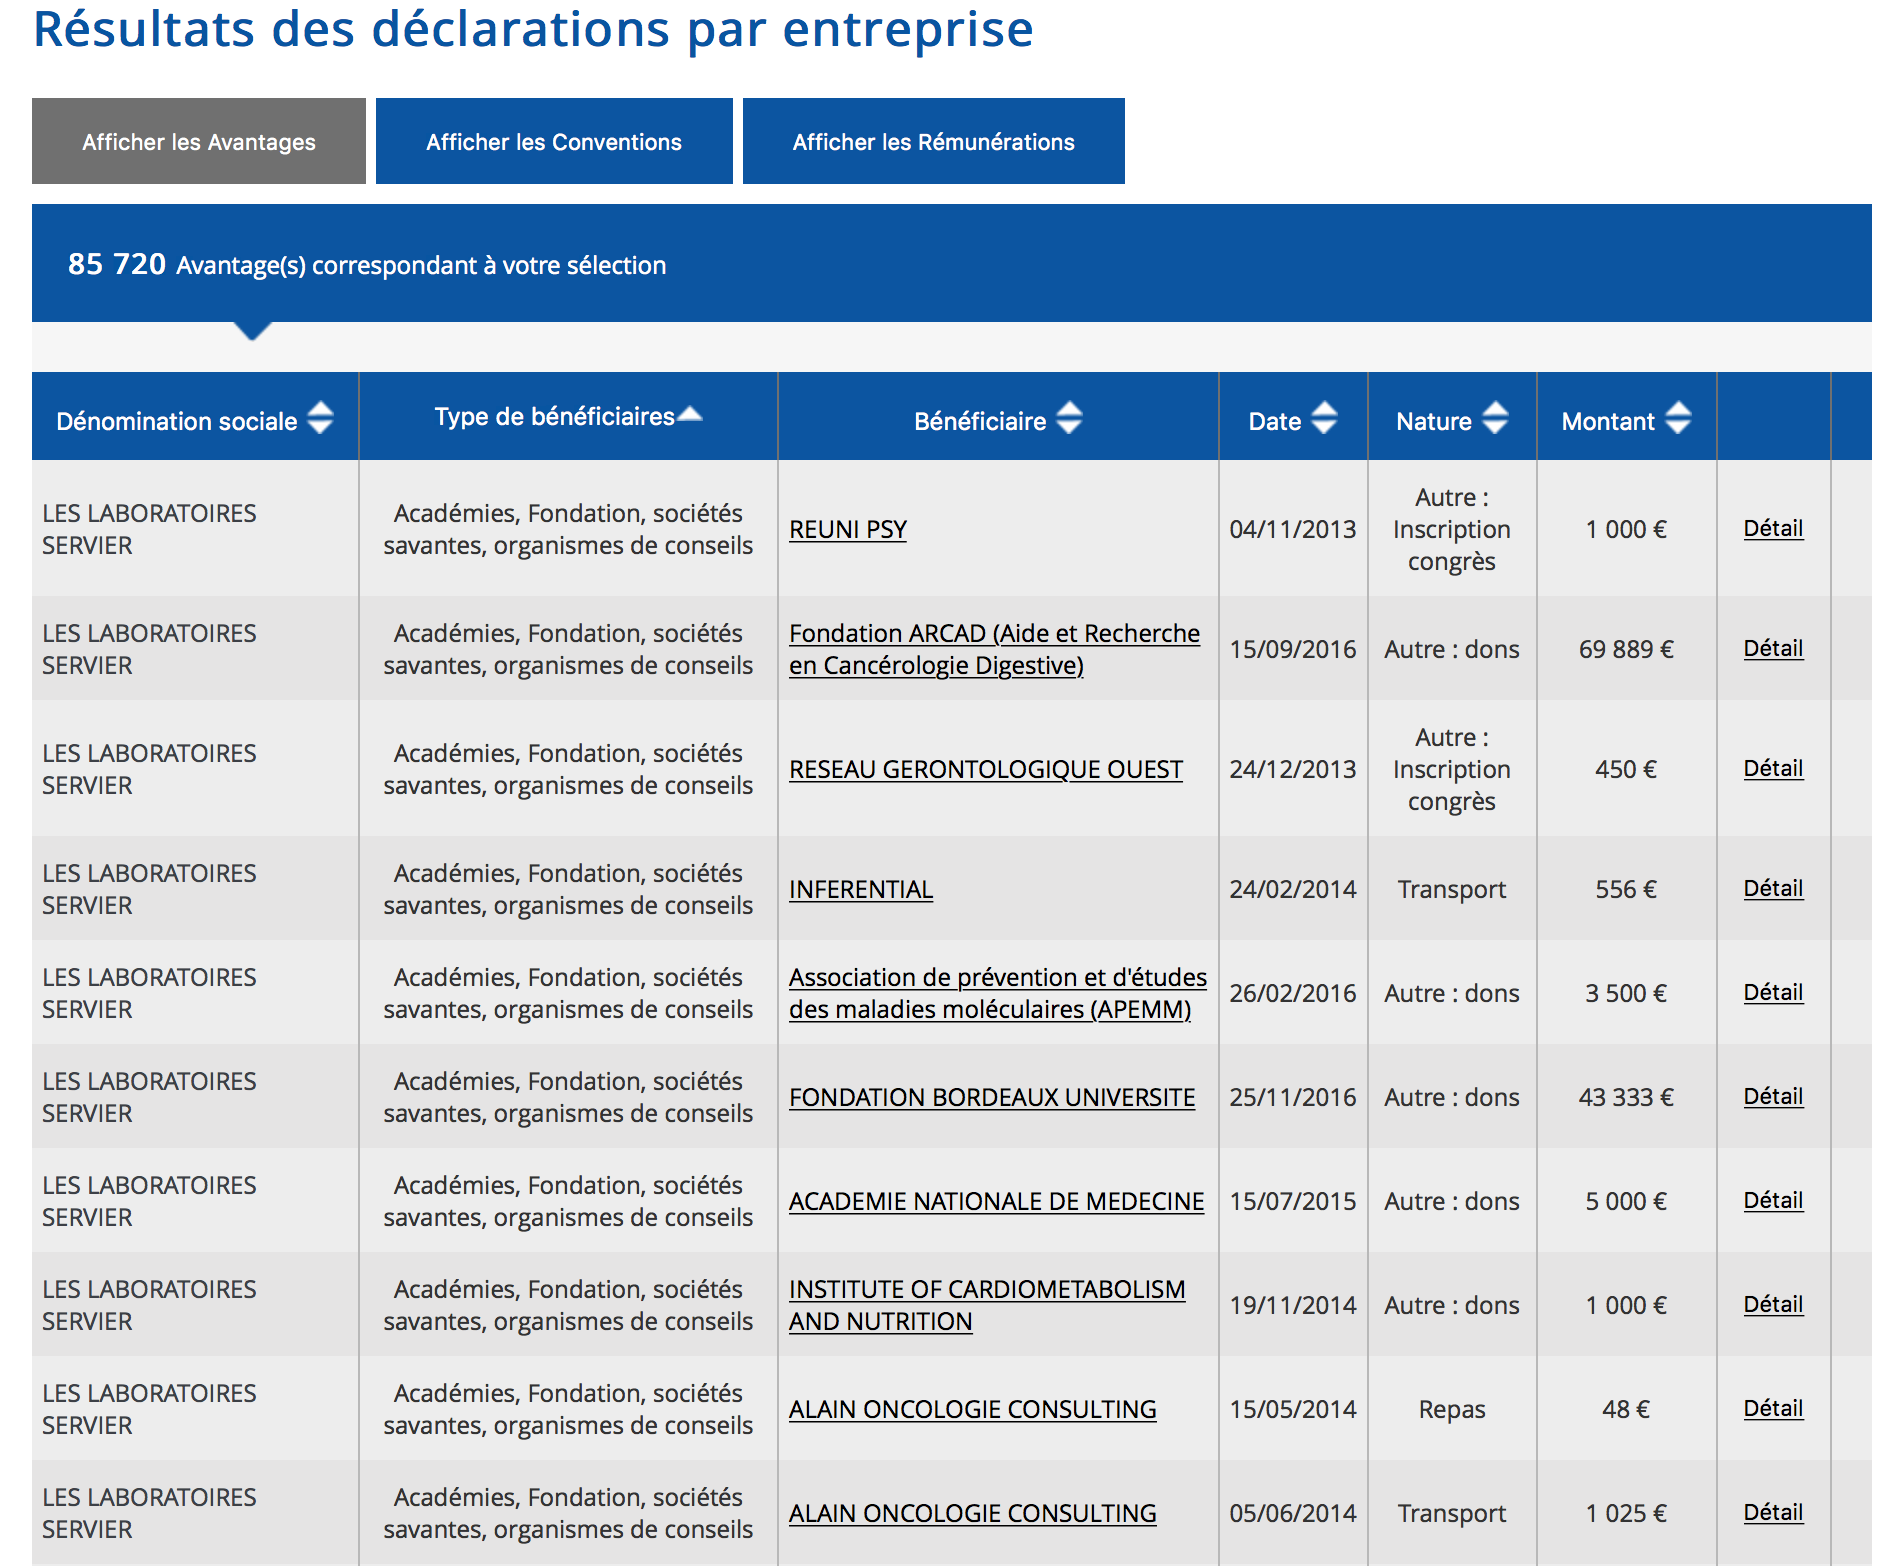 Résultats des déclarations par entreprise
Afficher les Avantages
Afficher les Conventions
Afficher les Rémunérations
85 720 Avantage(s) correspondant à votre sélection
Dénomination sociale
Type de bénéficiaires
Bénéficiaire
Date
Nature
Montant
LES LABORATOIRES
SERVIER
Académies, Fondation, sociétés
savantes, organismes de conseils
REUNI PSY
04/11/2013
Autre :
Inscription
congrès
1 000 €
Détail
LES LABORATOIRES
SERVIER
Académies, Fondation, sociétés
savantes, organismes de conseils
Fondation ARCAD (Aide et Recherche
en Cancérologie Digestive)
15/09/2016
Autre : dons
69 889 €
Détail
LES LABORATOIRES
SERVIER
Académies, Fondation, sociétés
savantes, organismes de conseils
RESEAU GERONTOLOGIQUE OUEST
24/12/2013
Autre :
Inscription
congrès
450 €
Détail
LES LABORATOIRES
SERVIER
Académies, Fondation, sociétés
savantes, organismes de conseils
INFERENTIAL
24/02/2014
Transport
556 €
Détail
LES LABORATOIRES
SERVIER
Académies, Fondation, sociétés
savantes, organismes de conseils
Association de prévention et d'études
des maladies moléculaires (APEMM)
26/02/2016
Autre : dons
3 500 €
Détail
LES LABORATOIRES
SERVIER
Académies, Fondation, sociétés
savantes, organismes de conseils
FONDATION BORDEAUX UNIVERSITE
25/11/2016
Autre : dons
43 333 €
Détail
LES LABORATOIRES
SERVIER
Académies, Fondation, sociétés
savantes, organismes de conseils
ACADEMIE NATIONALE DE MEDECINE
15/07/2015
Autre : dons
5 000 €
Détail
LES LABORATOIRES
SERVIER
Académies, Fondation, sociétés
savantes, organismes de conseils
INSTITUTE OF CARDIOMETABOLISM
AND NUTRITION
19/11/2014
Autre : dons
1 000 €
Détail
LES LABORATOIRES
SERVIER
Académies, Fondation, sociétés
savantes, organismes de conseils
ALAIN ONCOLOGIE CONSULTING
15/05/2014
Repas
48 €
Détail
LES LABORATOIRES
SERVIER
Académies, Fondation, sociétés
savantes, organismes de conseils
ALAIN ONCOLOGIE CONSULTING
05/06/2014
Transport
1 025 €
Détail